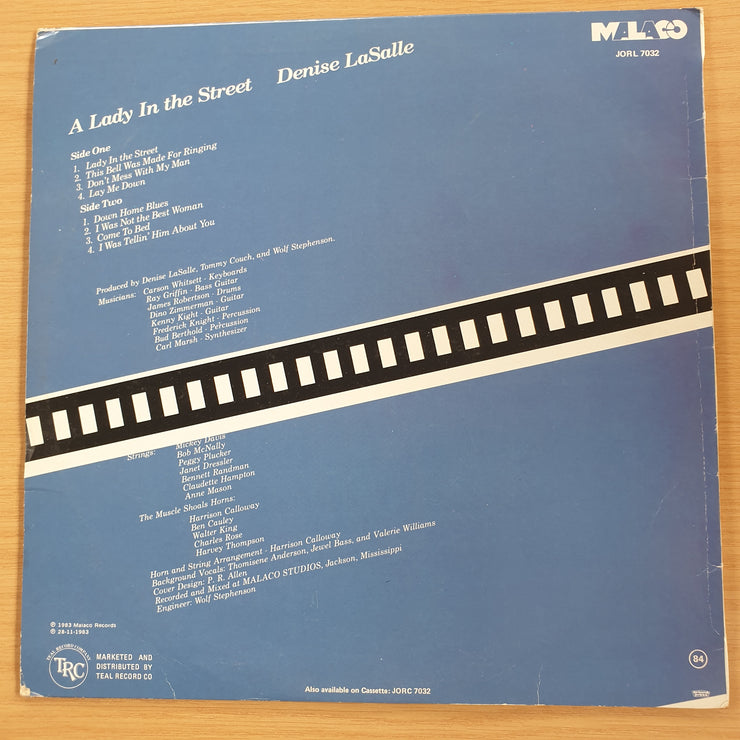 MALACO
JORL 7032
A Lady In the Street Denise LaSalle
Side One
1. Lady In the Street
2. This Bell Was Made For Ringing
3. Don't Mess With My Man
4. Lay Me Down
Side Two
1. Down Home Blues
2. I Was Not the Best Woman
3. Come To Bed
4. I Was Tellin' Him About You
Produced by Denise LaSalle, Tommy Couch, and Wolf Stephenson.
Musicians: Carson Whitsett - Keyboards
Ray Griffin - Bass Guitar
James Robertson - Drums
Dino Zimmerman - Guitar
Kenny Kight - Guitar
Frederick Knight - Percussion
Bud Berthold - Percussion
Carl Marsh - Synthesizer
Strings: Mickey Davis
Bob McNally
Peggy Plucker
Janet Dressler
Bennett Randman
Claudette Hampton
Anne Mason
The Muscle Shoals Horns:
Harrison Calloway
Ben Cauley
Walter King
Charles Rose
Harvey Thompson
Horn and String Arrangement - Harrison Calloway
Background Vocals: Thomisene Anderson, Jewel Bass, and Valerie Williams
Cover Design: P. R. Allen
Recorded and Mixed at MALACO STUDIOS, Jackson, Mississippi
Engineer: Wolf Stephenson
© 1983 Malaco Records
℗ 28-11-1983
TEAL RECORD COMPANY
TRC
MARKETED AND
DISTRIBUTED BY
TEAL RECORD CO
84
Also available on Cassette: JORC 7032